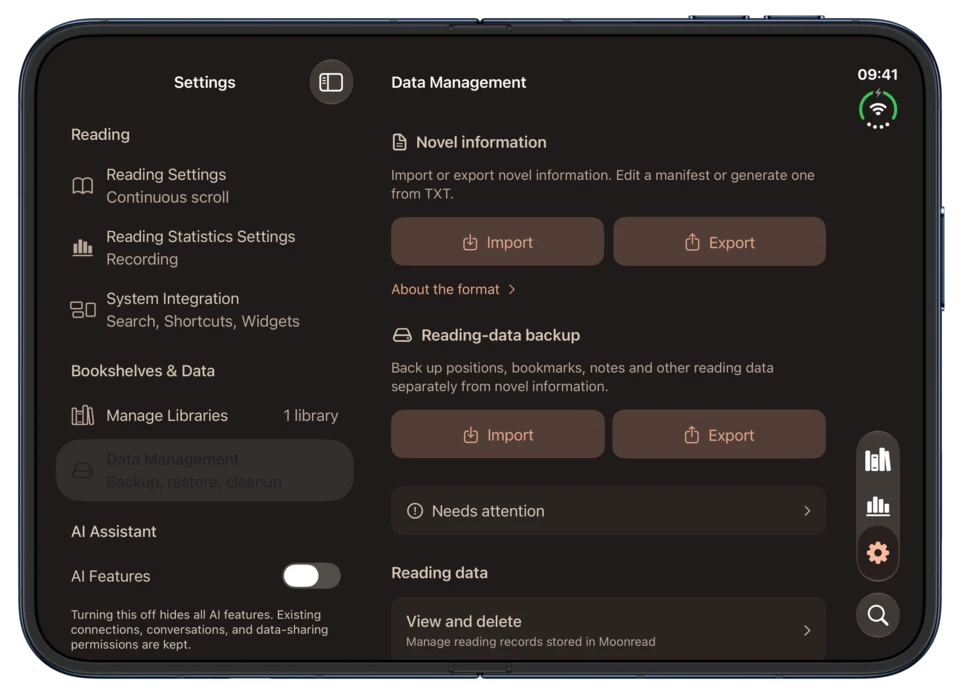 Settings
Reading
Reading Settings
Continuous scroll
Reading Statistics Settings
Recording
System Integration
Search, Shortcuts, Widgets
Bookshelves & Data
Manage Libraries
1 library
Data Management
Backup, restore, cleanup
AI Assistant
AI Features
Turning this off hides all AI features. Existing
connections, conversations, and data-sharing
permissions are kept.
Data Management
Novel information
Import or export novel information. Edit a manifest or generate one
from TXT.
Import
Export
About the format
Reading-data backup
Back up positions, bookmarks, notes and other reading data
separately from novel information.
Import
Export
Needs attention
Reading data
View and delete
Manage reading records stored in Moonread
09:41